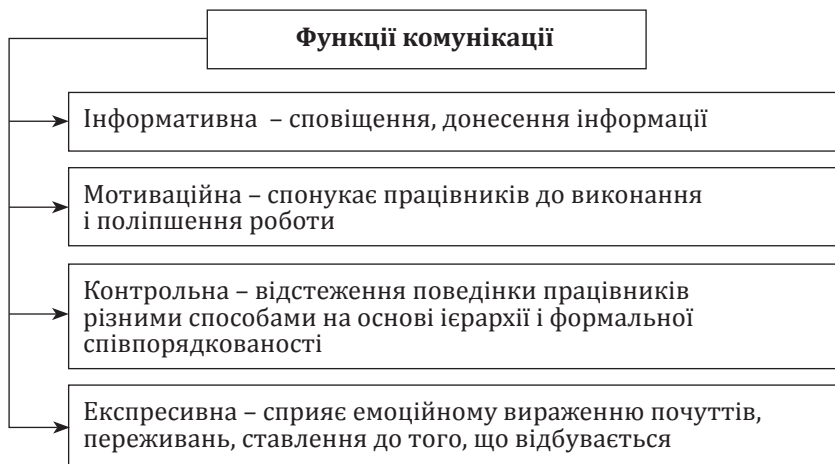 Функції комунікації
Інформативна – сповіщення, донесення інформації
Мотиваційна – спонукає працівників до виконання
і поліпшення роботи
Контрольна – відстеження поведінки працівників
різними способами на основі ієрархії і формальної
співпорядкованості
Експресивна – сприяє емоційному вираженню почуттів,
переживань, ставлення до того, що відбувається